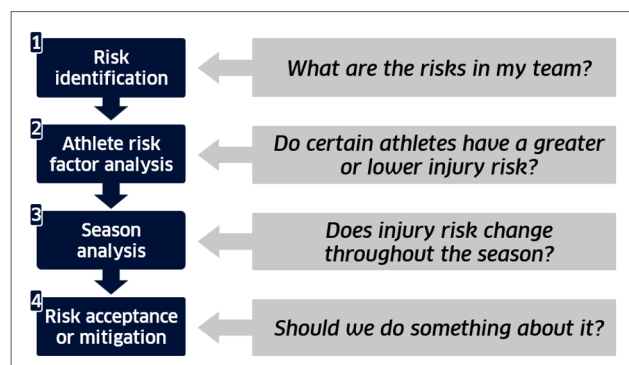 1
Risk
identification
What are the risks in my team?
2
Athlete risk
factor analysis
Do certain athletes have a greater
or lower injury risk?
3
Season
analysis
Does injury risk change
throughout the season?
4
Risk acceptance
or mitigation
Should we do something about it?